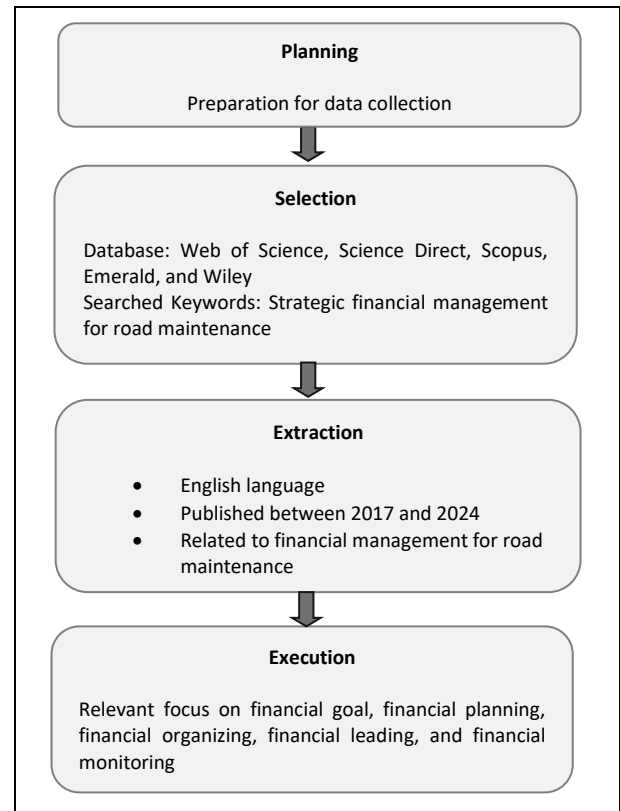 Planning
Preparation for data collection
Selection
Database: Web of Science, Science Direct, Scopus,
Emerald, and Wiley
Searched Keywords: Strategic financial management
for road maintenance
Extraction
• English language
• Published between 2017 and 2024
• Related to financial management for road
maintenance
Execution
Relevant focus on financial goal, financial planning,
financial organizing, financial leading, and financial
monitoring